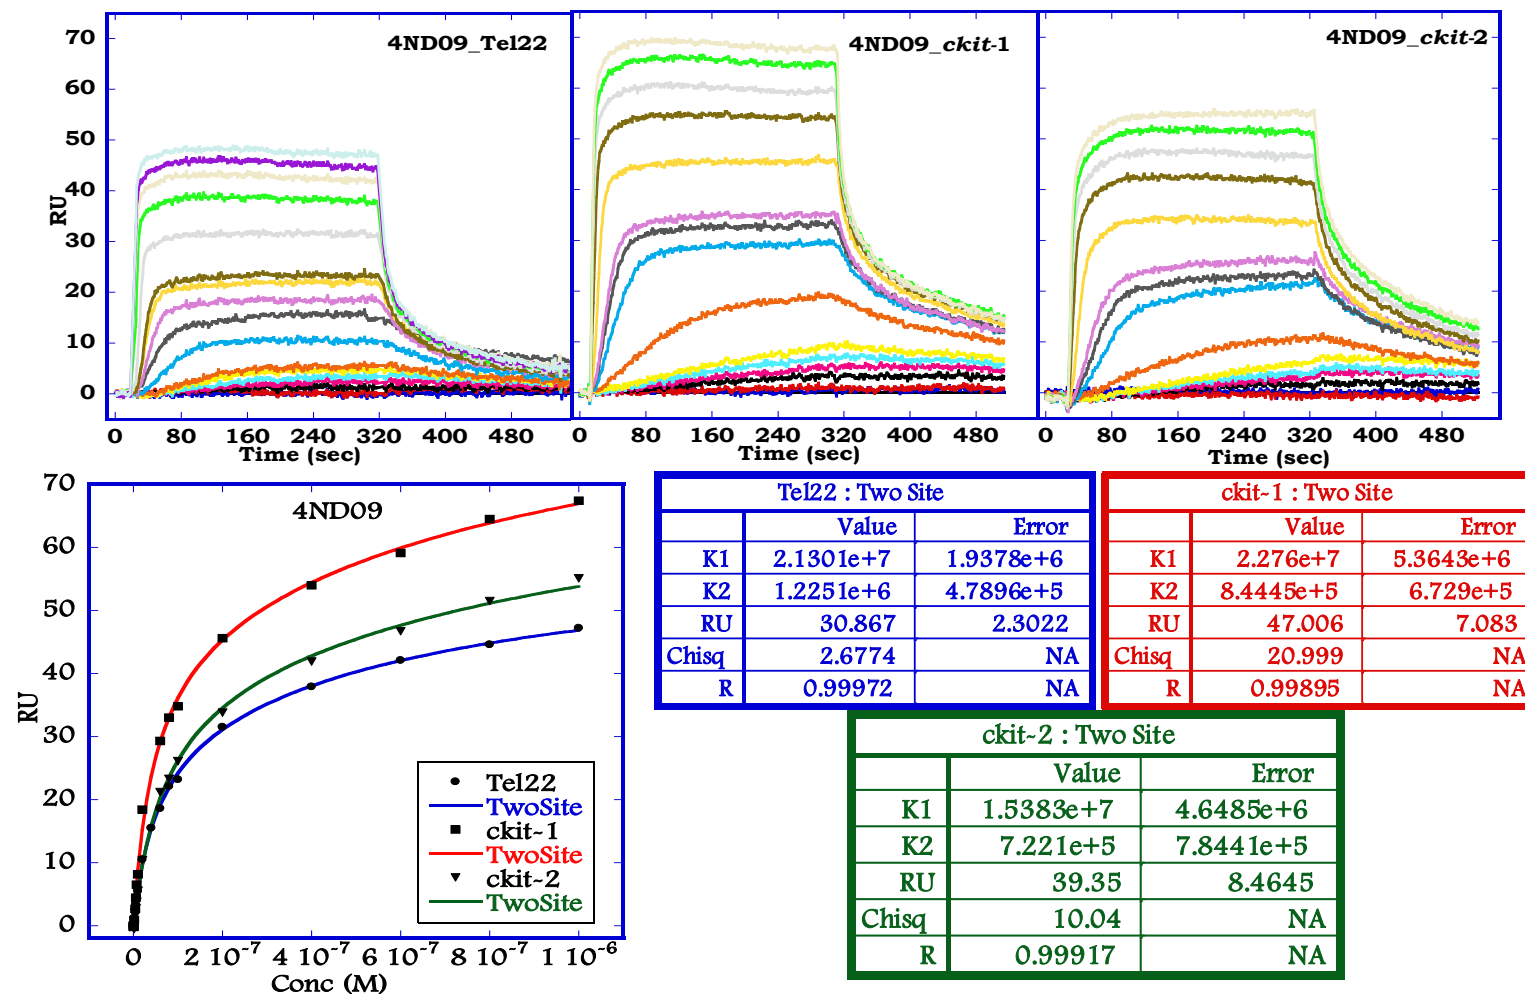 4ND09_Tel22
4ND09_ckit-1
4ND09_ckit-2
70
60
50
40
30
20
10
0
RU
0 80 160 240 320 400 480
0 80 160 240 320 400 480
0 80 160 240 320 400 480
Time (sec)
Time (sec)
Time (sec)
4ND09
70
60
50
40
30
20
10
0
RU
0 2 10-7 4 10-7 6 10-7 8 10-7 1 10-6
Conc (M)
Tel22
TwoSite
ckit-1
TwoSite
ckit-2
TwoSite
Tel22 : Two Site
Value Error
K1 2.1301e+7 1.9378e+6
K2 1.2251e+6 4.7896e+5
RU 30.867 2.3022
Chisq 2.6774 NA
R 0.99972 NA
ckit-1 : Two Site
Value Error
K1 2.276e+7 5.3643e+6
K2 8.4445e+5 6.729e+5
RU 47.006 7.083
Chisq 20.999 NA
R 0.99895 NA
ckit-2 : Two Site
Value Error
K1 1.5383e+7 4.6485e+6
K2 7.221e+5 7.8441e+5
RU 39.35 8.4645
Chisq 10.04 NA
R 0.99917 NA